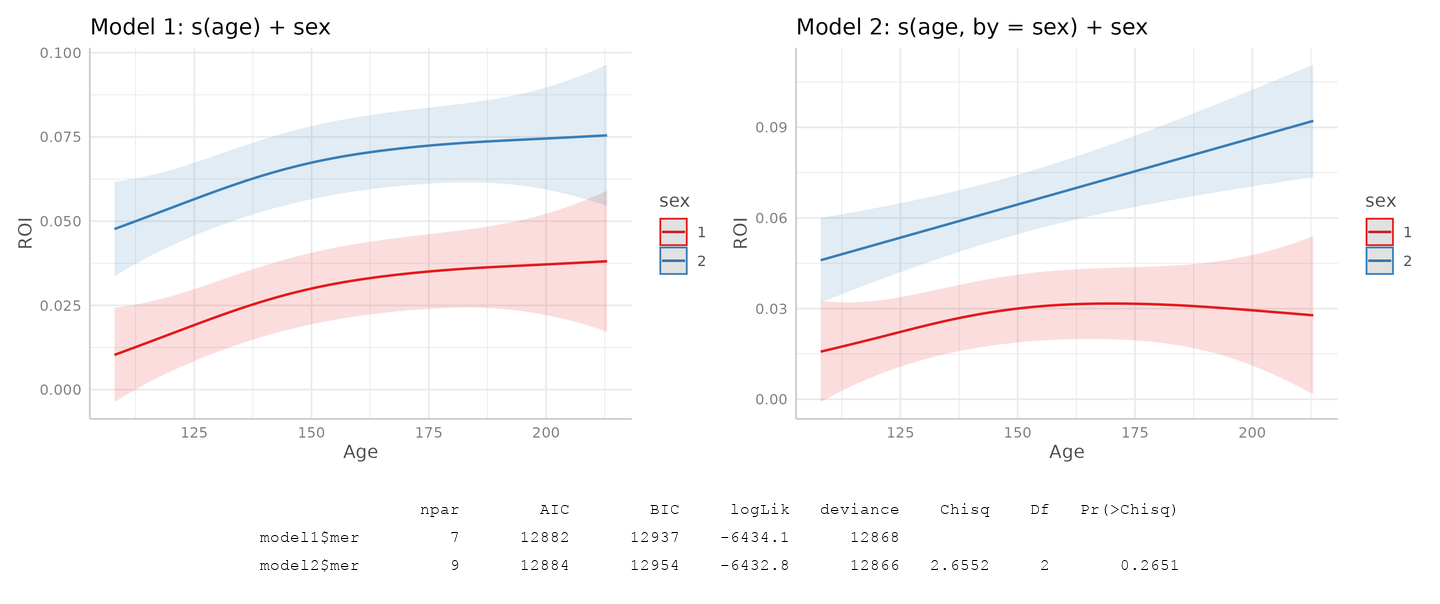 Model 1: s(age) + sex
0.100
0.075
0.050
0.025
0.000
ROI
125 150 175 200
Age
sex
1
2
Model 2: s(age, by = sex) + sex
0.09
0.06
0.03
0.00
ROI
125 150 175 200
Age
sex
1
2
npar AIC BIC logLik deviance Chisq Df Pr(>Chisq)
model1$mer 7 12882 12937 -6434.1 12868
model2$mer 9 12884 12954 -6432.8 12866 2.6552 2 0.2651